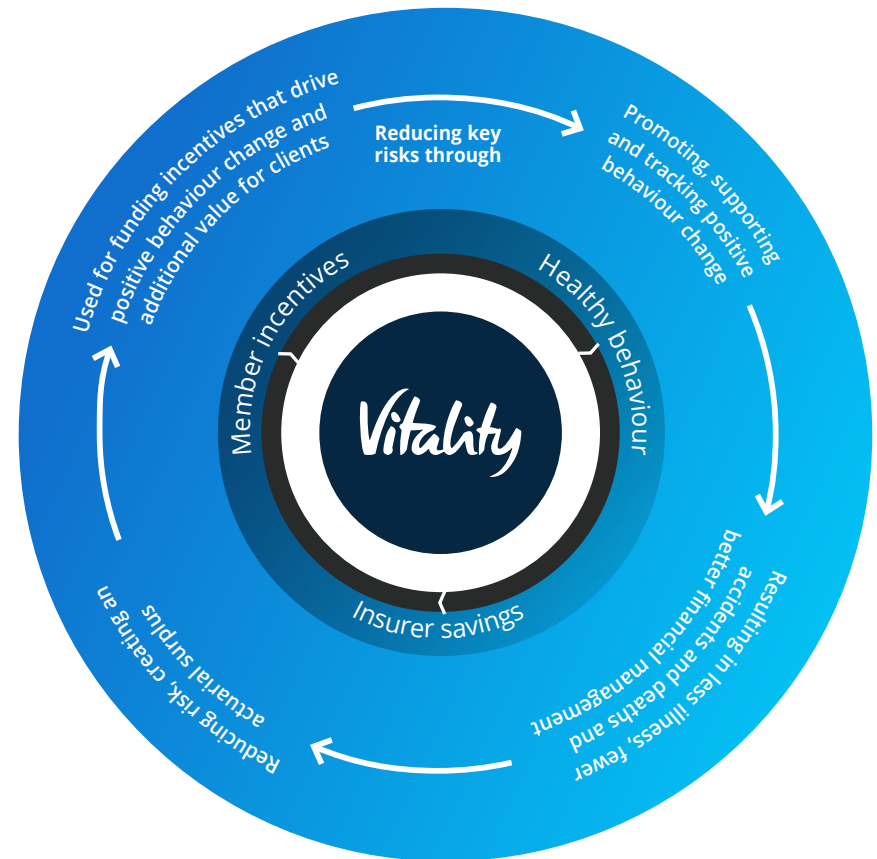 Reducing key
risks through
Promoting, supporting
and tracking positive
behaviour change
Resulting in less illness, fewer
accidents and deaths and
better financial management
Reducing risk, creating an
actuarial surplus
Used for funding incentives that drive
positive behaviour change and
additional value for clients
Healthy behaviour
Insurer savings
Member incentives
Vitality